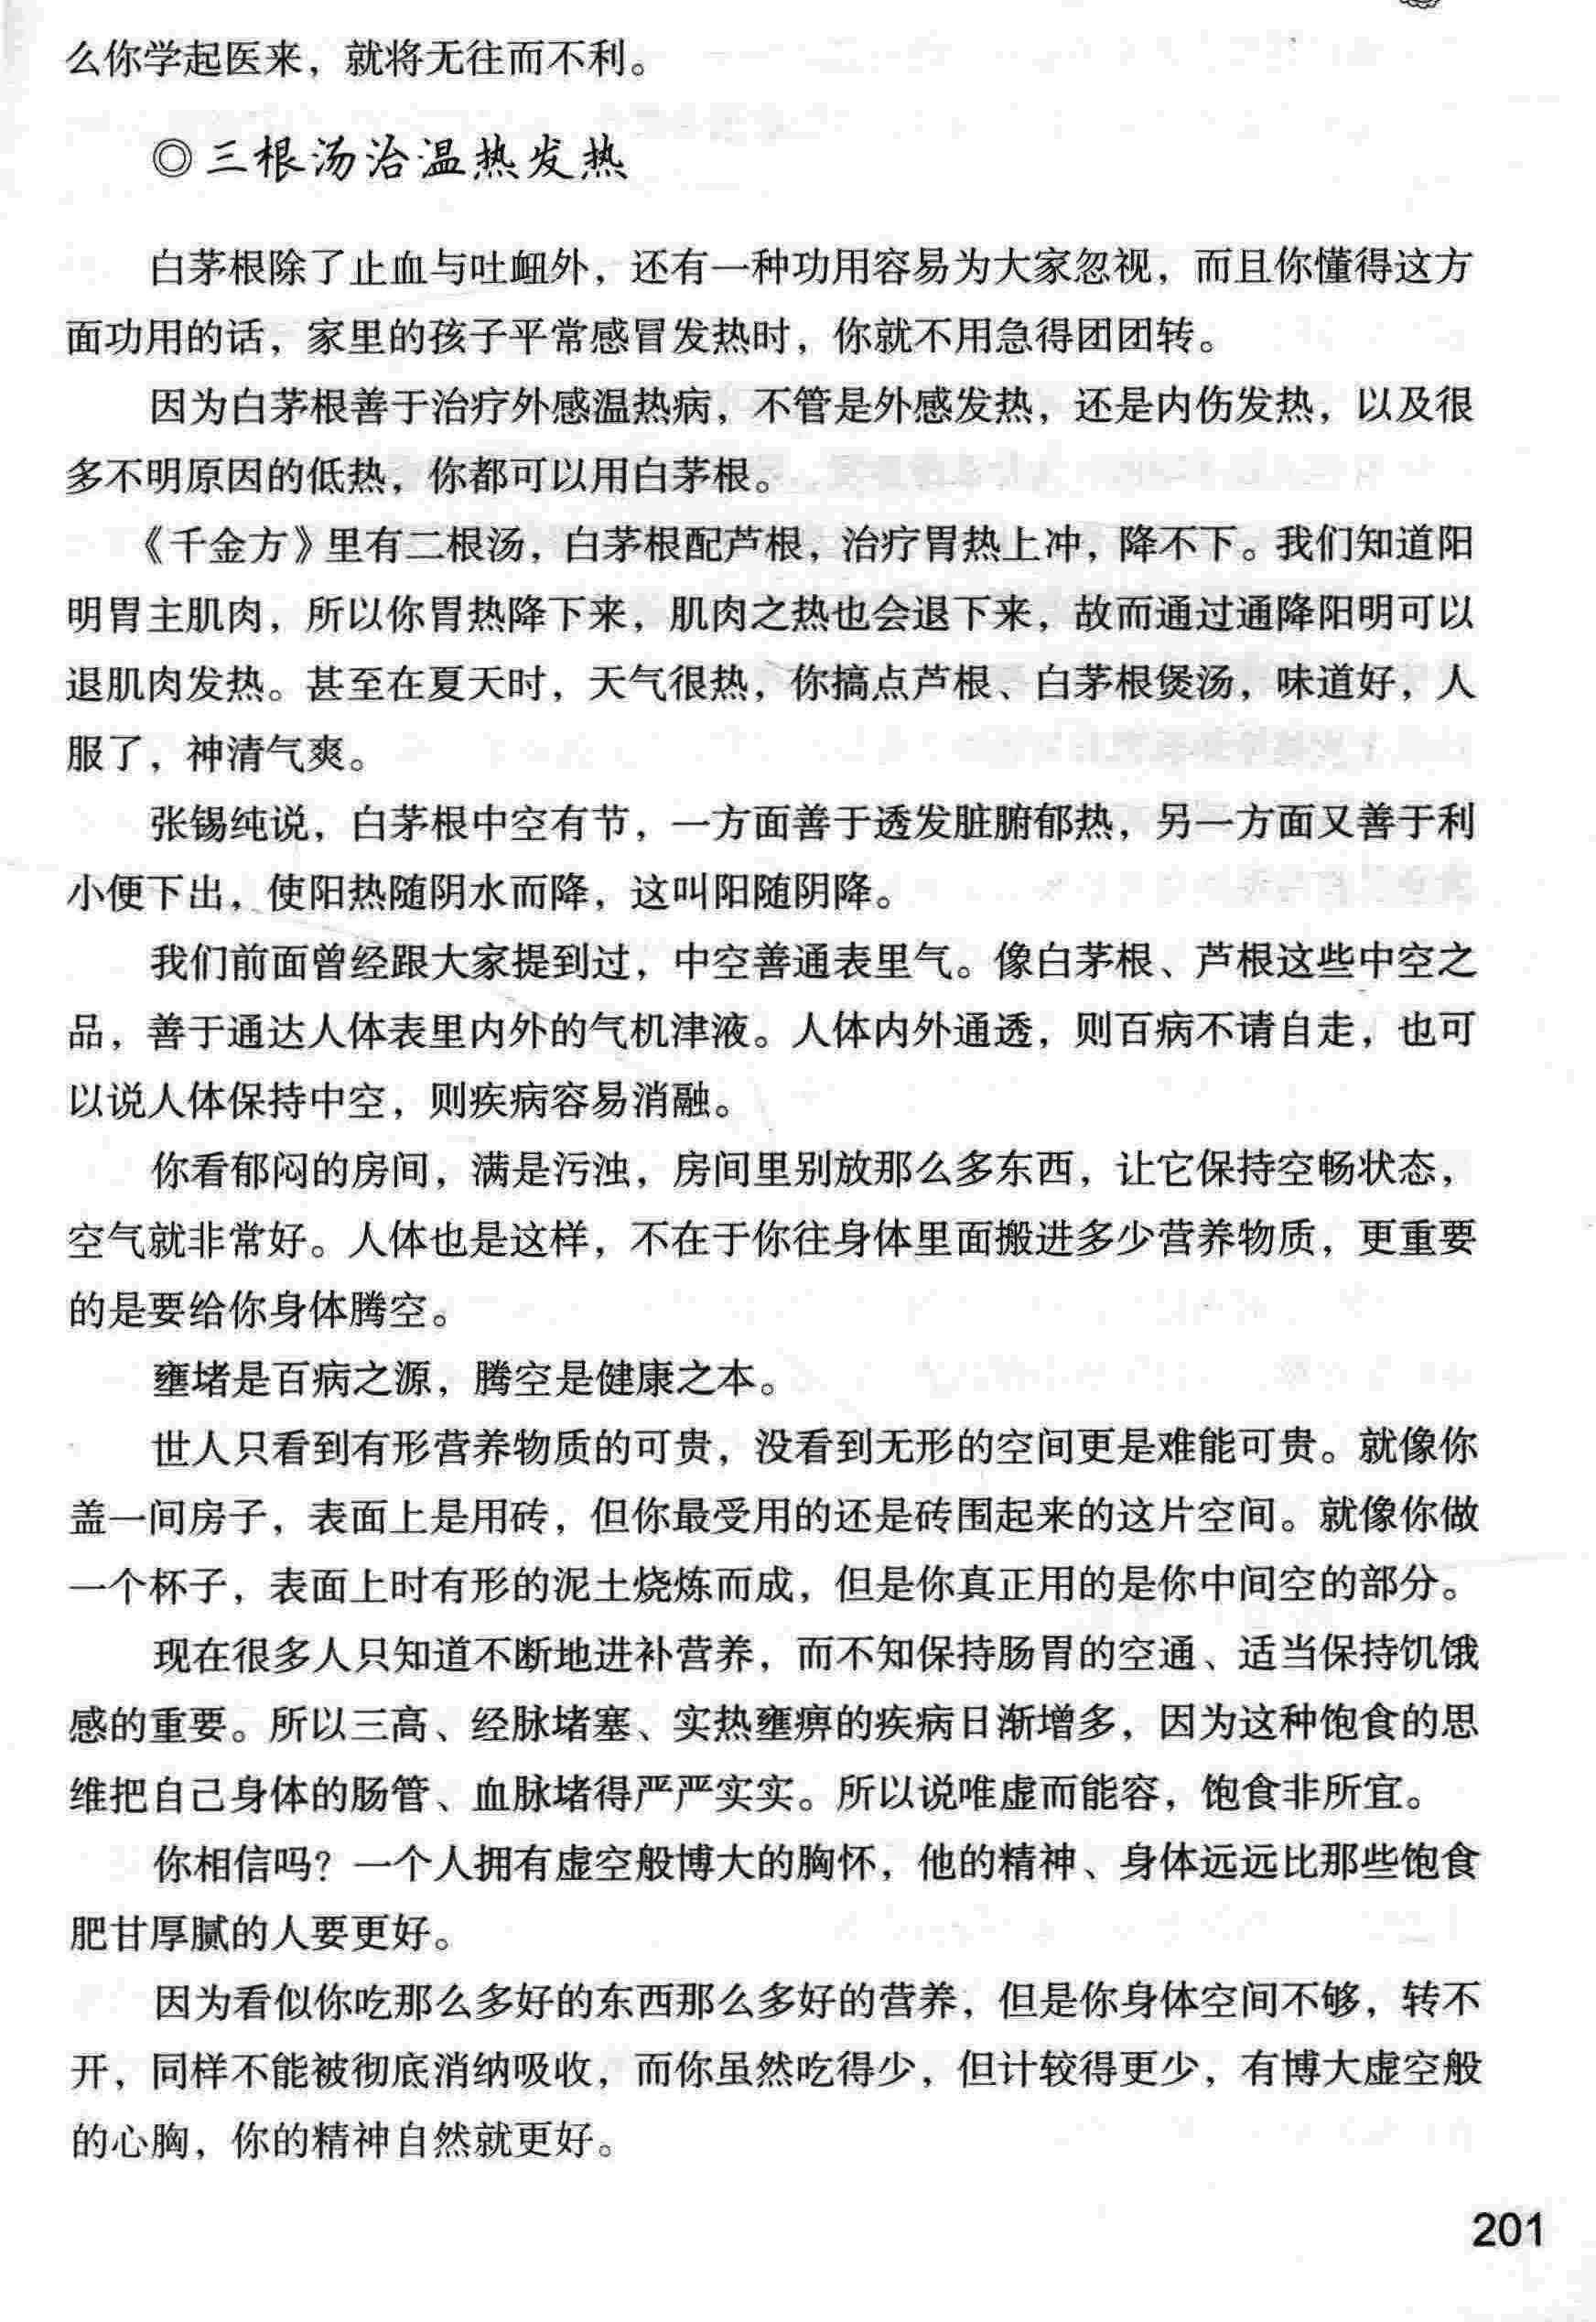 么你学起医来，就将无往而不利。
◎三根汤治温热发热
白茅根除了止血与吐衄外，还有一种功用容易为大家忽视，而且你懂得这方
面功用的话，家里的孩子平常感冒发热时，你就不用急得团团转。
因为白茅根善于治疗外感温热病，不管是外感发热，还是内伤发热，以及很
多不明原因的低热，你都可以用白茅根。
《千金方》里有二根汤，白茅根配芦根，治疗胃热上冲，降不下。我们知道阳
明胃主肌肉，所以你胃热降下来，肌肉之热也会退下来，故而通过通降阳明可以
退肌肉发热。甚至在夏天时，天气很热，你搞点芦根、白茅根煲汤，味道好，人
服了，神清气爽。
张锡纯说，白茅根中空有节，一方面善于透发脏腑郁热，另一方面又善于利
小便下出，使阳热随阴水而降，这叫阳随阴降。
我们前面曾经跟大家提到过，中空善通表里气。像白茅根、芦根这些中空之
品，善于通达人体表里内外的气机津液。人体内外通透，则百病不请自走，也可
以说人体保持中空，则疾病容易消融。
你看郁闷的房间，满是污浊，房间里别放那么多东西，让它保持空畅状态，
空气就非常好。人体也是这样，不在于你往身体里面搬进多少营养物质，更重要
的是要给你身体腾空。
壅堵是百病之源，腾空是健康之本。
世人只看到有形营养物质的可贵，没看到无形的空间更是难能可贵。就像你
盖一间房子，表面上是用砖，但你最受用的还是砖围起来的这片空间。就像你做
一个杯子，表面上时有形的泥土烧炼而成，但是你真正用的是你中间空的部分。
现在很多人只知道不断地进补营养，而不知保持肠胃的空通、适当保持饥饿
感的重要。所以三高、经脉堵塞、实热壅痹的疾病日渐增多，因为这种饱食的思
维把自己身体的肠管、血脉堵得严严实实。所以说唯虚而能容，饱食非所宜。
你相信吗？一个人拥有虚空般博大的胸怀，他的精神、身体远远比那些饱食
肥甘厚腻的人要更好。
因为看似你吃那么多好的东西那么多好的营养，但是你身体空间不够，转不
开，同样不能被彻底消纳吸收，而你虽然吃得少，但计较得更少，有博大虚空般
的心胸，你的精神自然就更好。
201